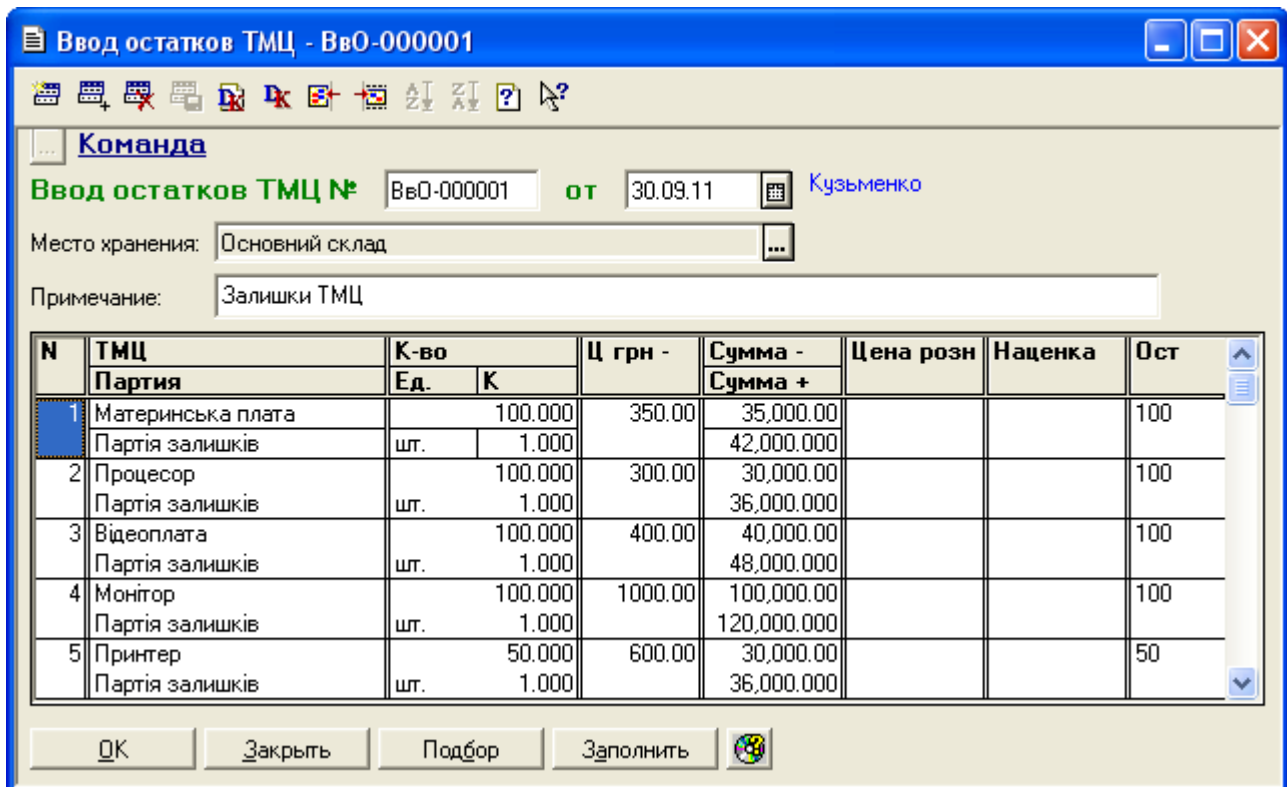 Ввод остатков ТМЦ - ВвО-000001
... Команда
Ввод остатков ТМЦ № ВвО-000001 от 30.09.11 Кузьменко
Место хранения: Основний склад ...
Примечание: Залишки ТМЦ
N ТМЦ К-во Ц грн - Сумма - Цена розн Наценка Ост
Партия Ед. К Сумма +
1 Материнська плата 100.000 350.00 35,000.00 100
Партія залишків шт. 1.000 42,000.000
2 Процесор 100.000 300.00 30,000.00 100
Партія залишків шт. 1.000 36,000.000
3 Відеоплата 100.000 400.00 40,000.00 100
Партія залишків шт. 1.000 48,000.000
4 Монітор 100.000 1000.00 100,000.00 100
Партія залишків шт. 1.000 120,000.000
5 Принтер 50.000 600.00 30,000.00 50
Партія залишків шт. 1.000 36,000.000
OK Закрыть Подбор Заполнить